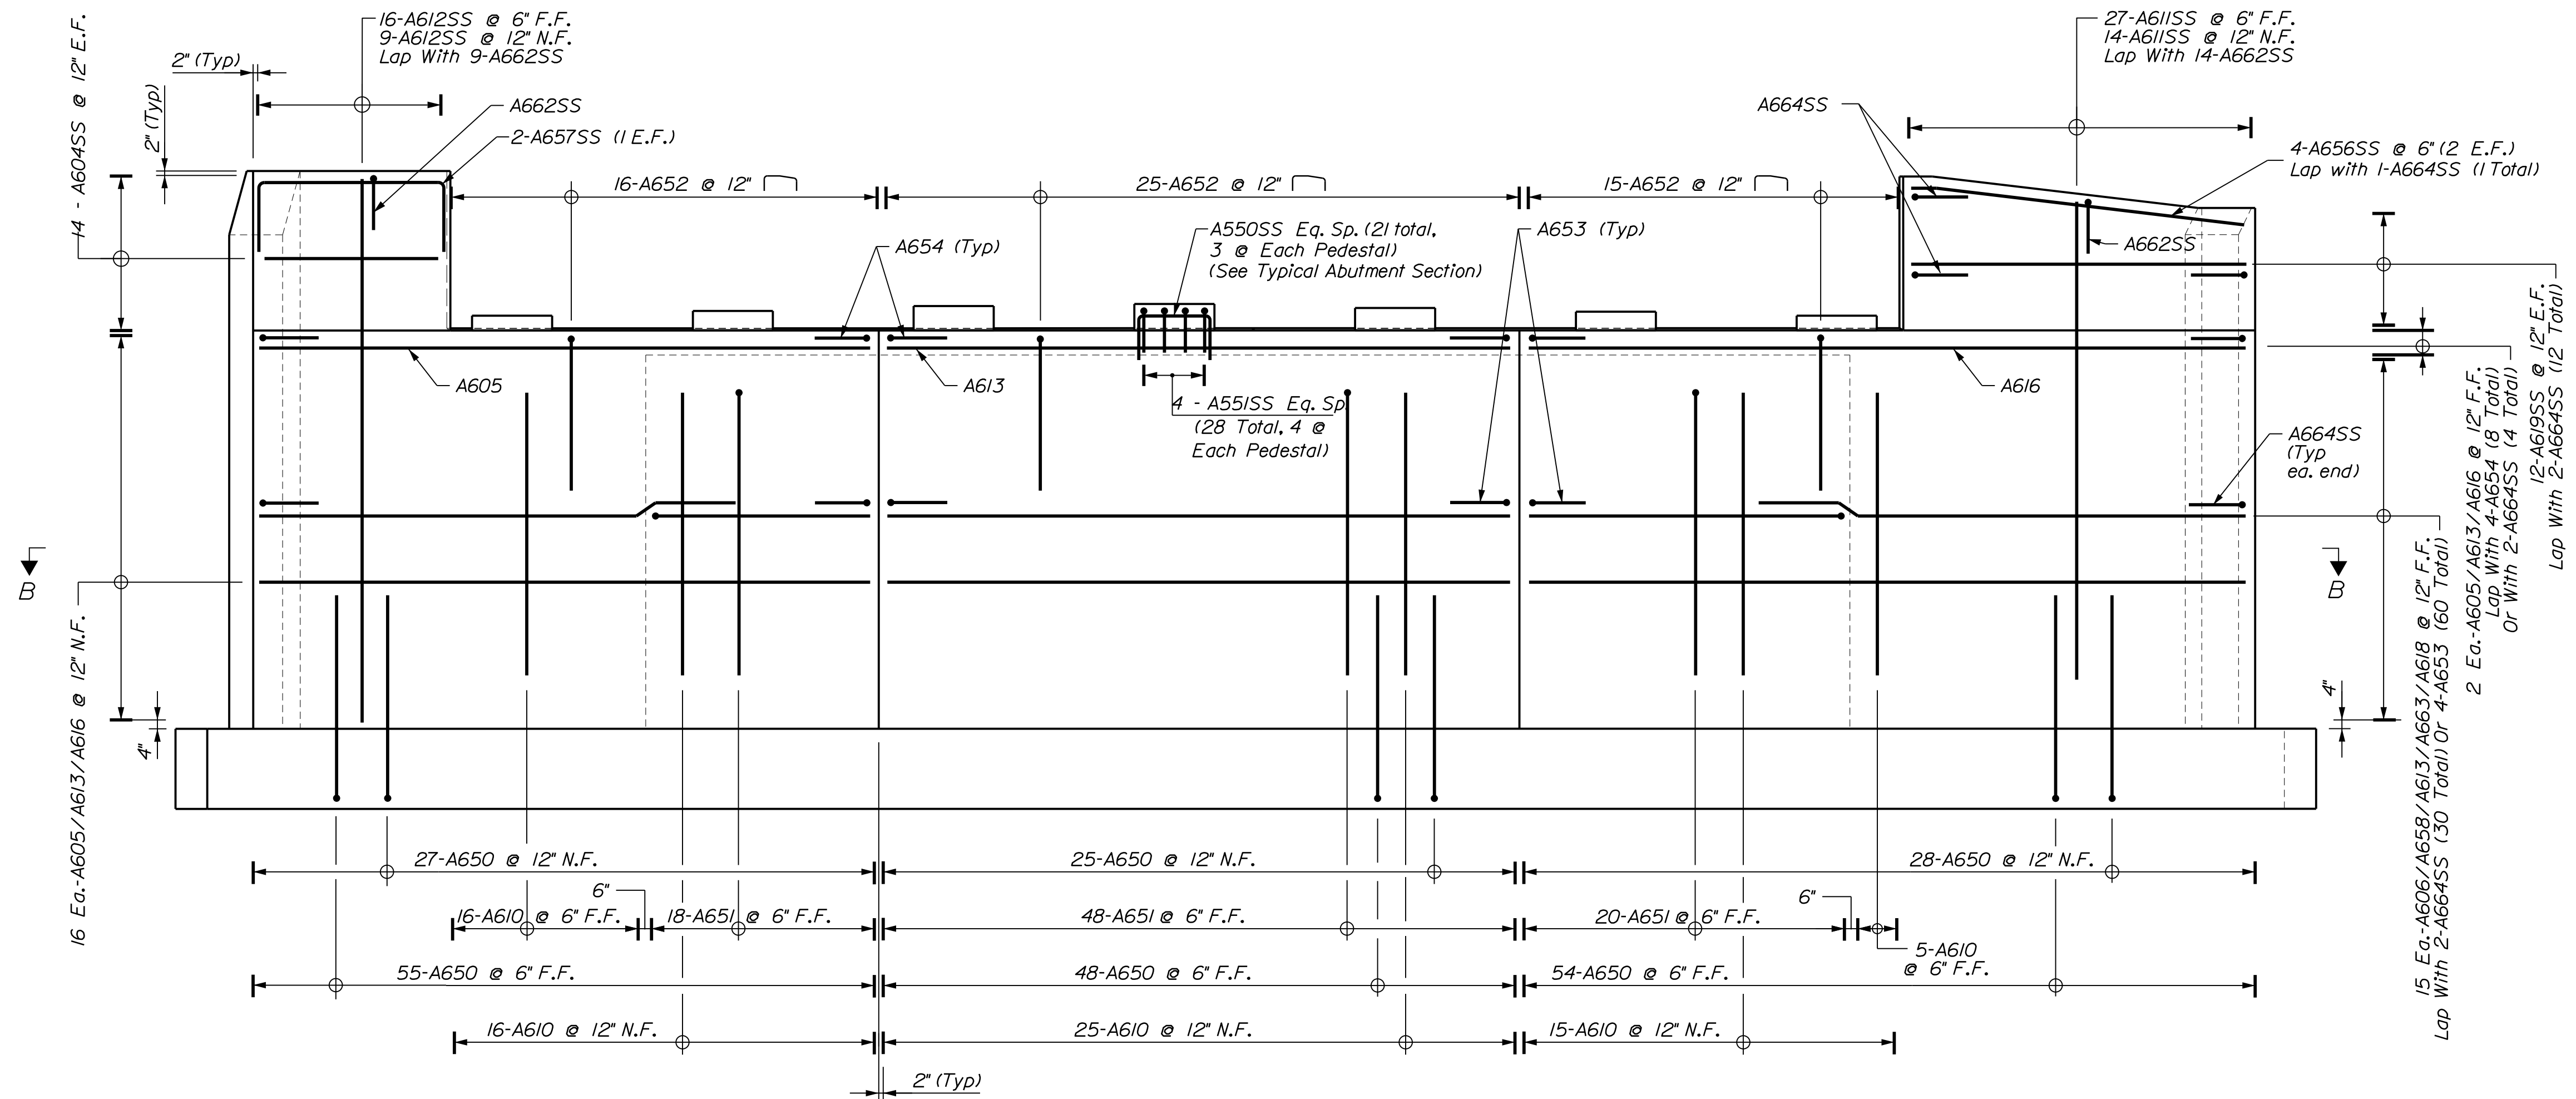 16-A612SS @ 6" F.F.
9-A612SS @ 12" N.F.
Lap With 9-A662SS
27-A611SS @ 6" F.F.
14-A611SS @ 12" N.F.
Lap With 14-A662SS
14 - A604SS @ 12" E.F.
2" (Typ)
2" (Typ)
A662SS
2-A657SS (1 E.F.)
A664SS
4-A656SS @ 6" (2 E.F.)
Lap with 1-A664SS (1 Total)
16-A652 @ 12"
25-A652 @ 12"
15-A652 @ 12"
A550SS Eq. Sp. (21 total,
3 @ Each Pedestal)
(See Typical Abutment Section)
A654 (Typ)
A653 (Typ)
A662SS
A605
A613
A616
4 - A551SS Eq. Sp.
(28 Total, 4 @
Each Pedestal)
A664SS
(Typ
ea. end)
12-A619SS @ 12" E.F.
Lap With 2-A664SS (12 Total)
2 Ea.-A605/A613/A616 @ 12" F.F.
Lap With 4-A654 (8 Total)
Or With 2-A664SS (4 Total)
15 Ea.-A606/A658/A613/A663/A618 @ 12" F.F.
Lap With 2-A664SS (30 Total) Or 4-A653 (60 Total)
B
B
16 Ea.-A605/A613/A616 @ 12" N.F.
4"
4"
27-A650 @ 12" N.F.
25-A650 @ 12" N.F.
28-A650 @ 12" N.F.
6"
6"
16-A610 @ 6" F.F.
18-A651 @ 6" F.F.
48-A651 @ 6" F.F.
20-A651 @ 6" F.F.
5-A610
@ 6" F.F.
55-A650 @ 6" F.F.
48-A650 @ 6" F.F.
54-A650 @ 6" F.F.
16-A610 @ 12" N.F.
25-A610 @ 12" N.F.
15-A610 @ 12" N.F.
2" (Typ)